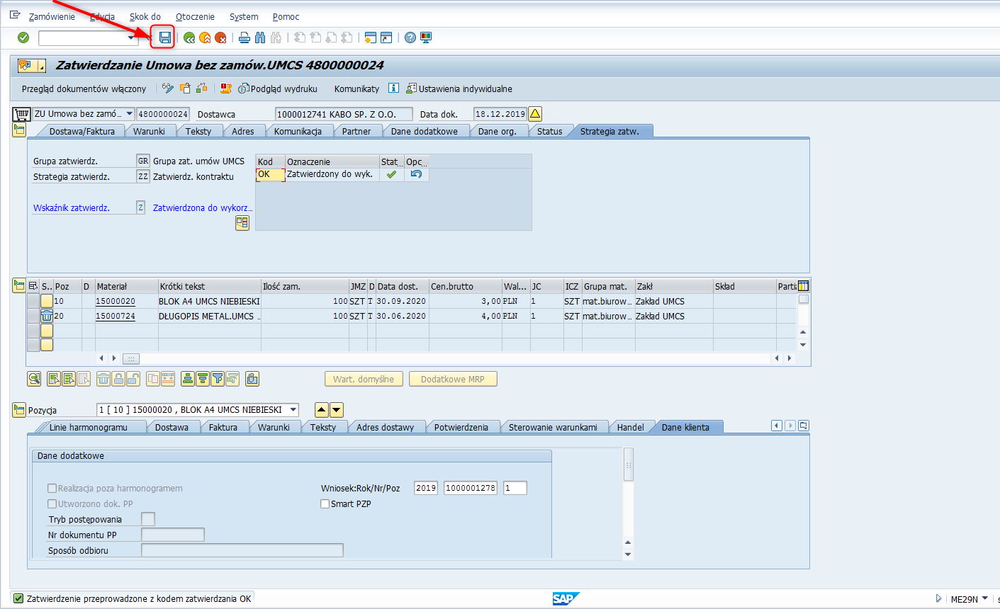 Zamówienie Edycja Skok do Otoczenie System Pomoc
Zatwierdzanie Umowa bez zamów.UMCS 4800000024
Przegląd dokumentów włączony Podgląd wydruku Komunikaty Ustawienia indywidualne
ZU Umowa bez zamó... 4800000024 Dostawca 1000012741 KABO SP. Z O.O. Data dok. 18.12.2019
Dostawa/Faktura Warunki Teksty Adres Komunikacja Partner Dane dodatkowe Dane org. Status Strategia zatw.
Grupa zatwierdz. GR Grupa zat. umów UMCS Kod Oznaczenie Stat... Opc...
Strategia zatwierdz. ZZ Zatwierdz. kontraktu OK Zatwierdzony do wyk.
Wskaźnik zatwierdz. Z Zatwierdzona do wykorz...
S.. Poz D Materiał Krótki tekst Ilość zam. JMZ D Data dost. Cen.brutto Wal... JC ICZ Grupa mat. Zakł Skład Parti
10 15000020 BLOK A4 UMCS NIEBIESKI 100 SZT T 30.09.2020 3,00 PLN 1 SZT mat.biurow... Zakład UMCS
20 15000724 DŁUGOPIS METAL.UMCS .. 100 SZT T 30.06.2020 4,00 PLN 1 SZT mat.biurow... Zakład UMCS
Wart. domyślne Dodatkowe MRP
Pozycja 1 [ 10 ] 15000020 , BLOK A4 UMCS NIEBIESKI
Linie harmonogramu Dostawa Faktura Warunki Teksty Adres dostawy Potwierdzenia Sterowanie warunkami Handel Dane klienta
Dane dodatkowe
Realizacja poza harmonogramem Wniosek:Rok/Nr/Poz 2019 1000001278 1
Utworzono dok. PP Smart PZP
Tryb postępowania
Nr dokumentu PP
Sposób odbioru
Zatwierdzenie przeprowadzone z kodem zatwierdzania OK SAP ME29N